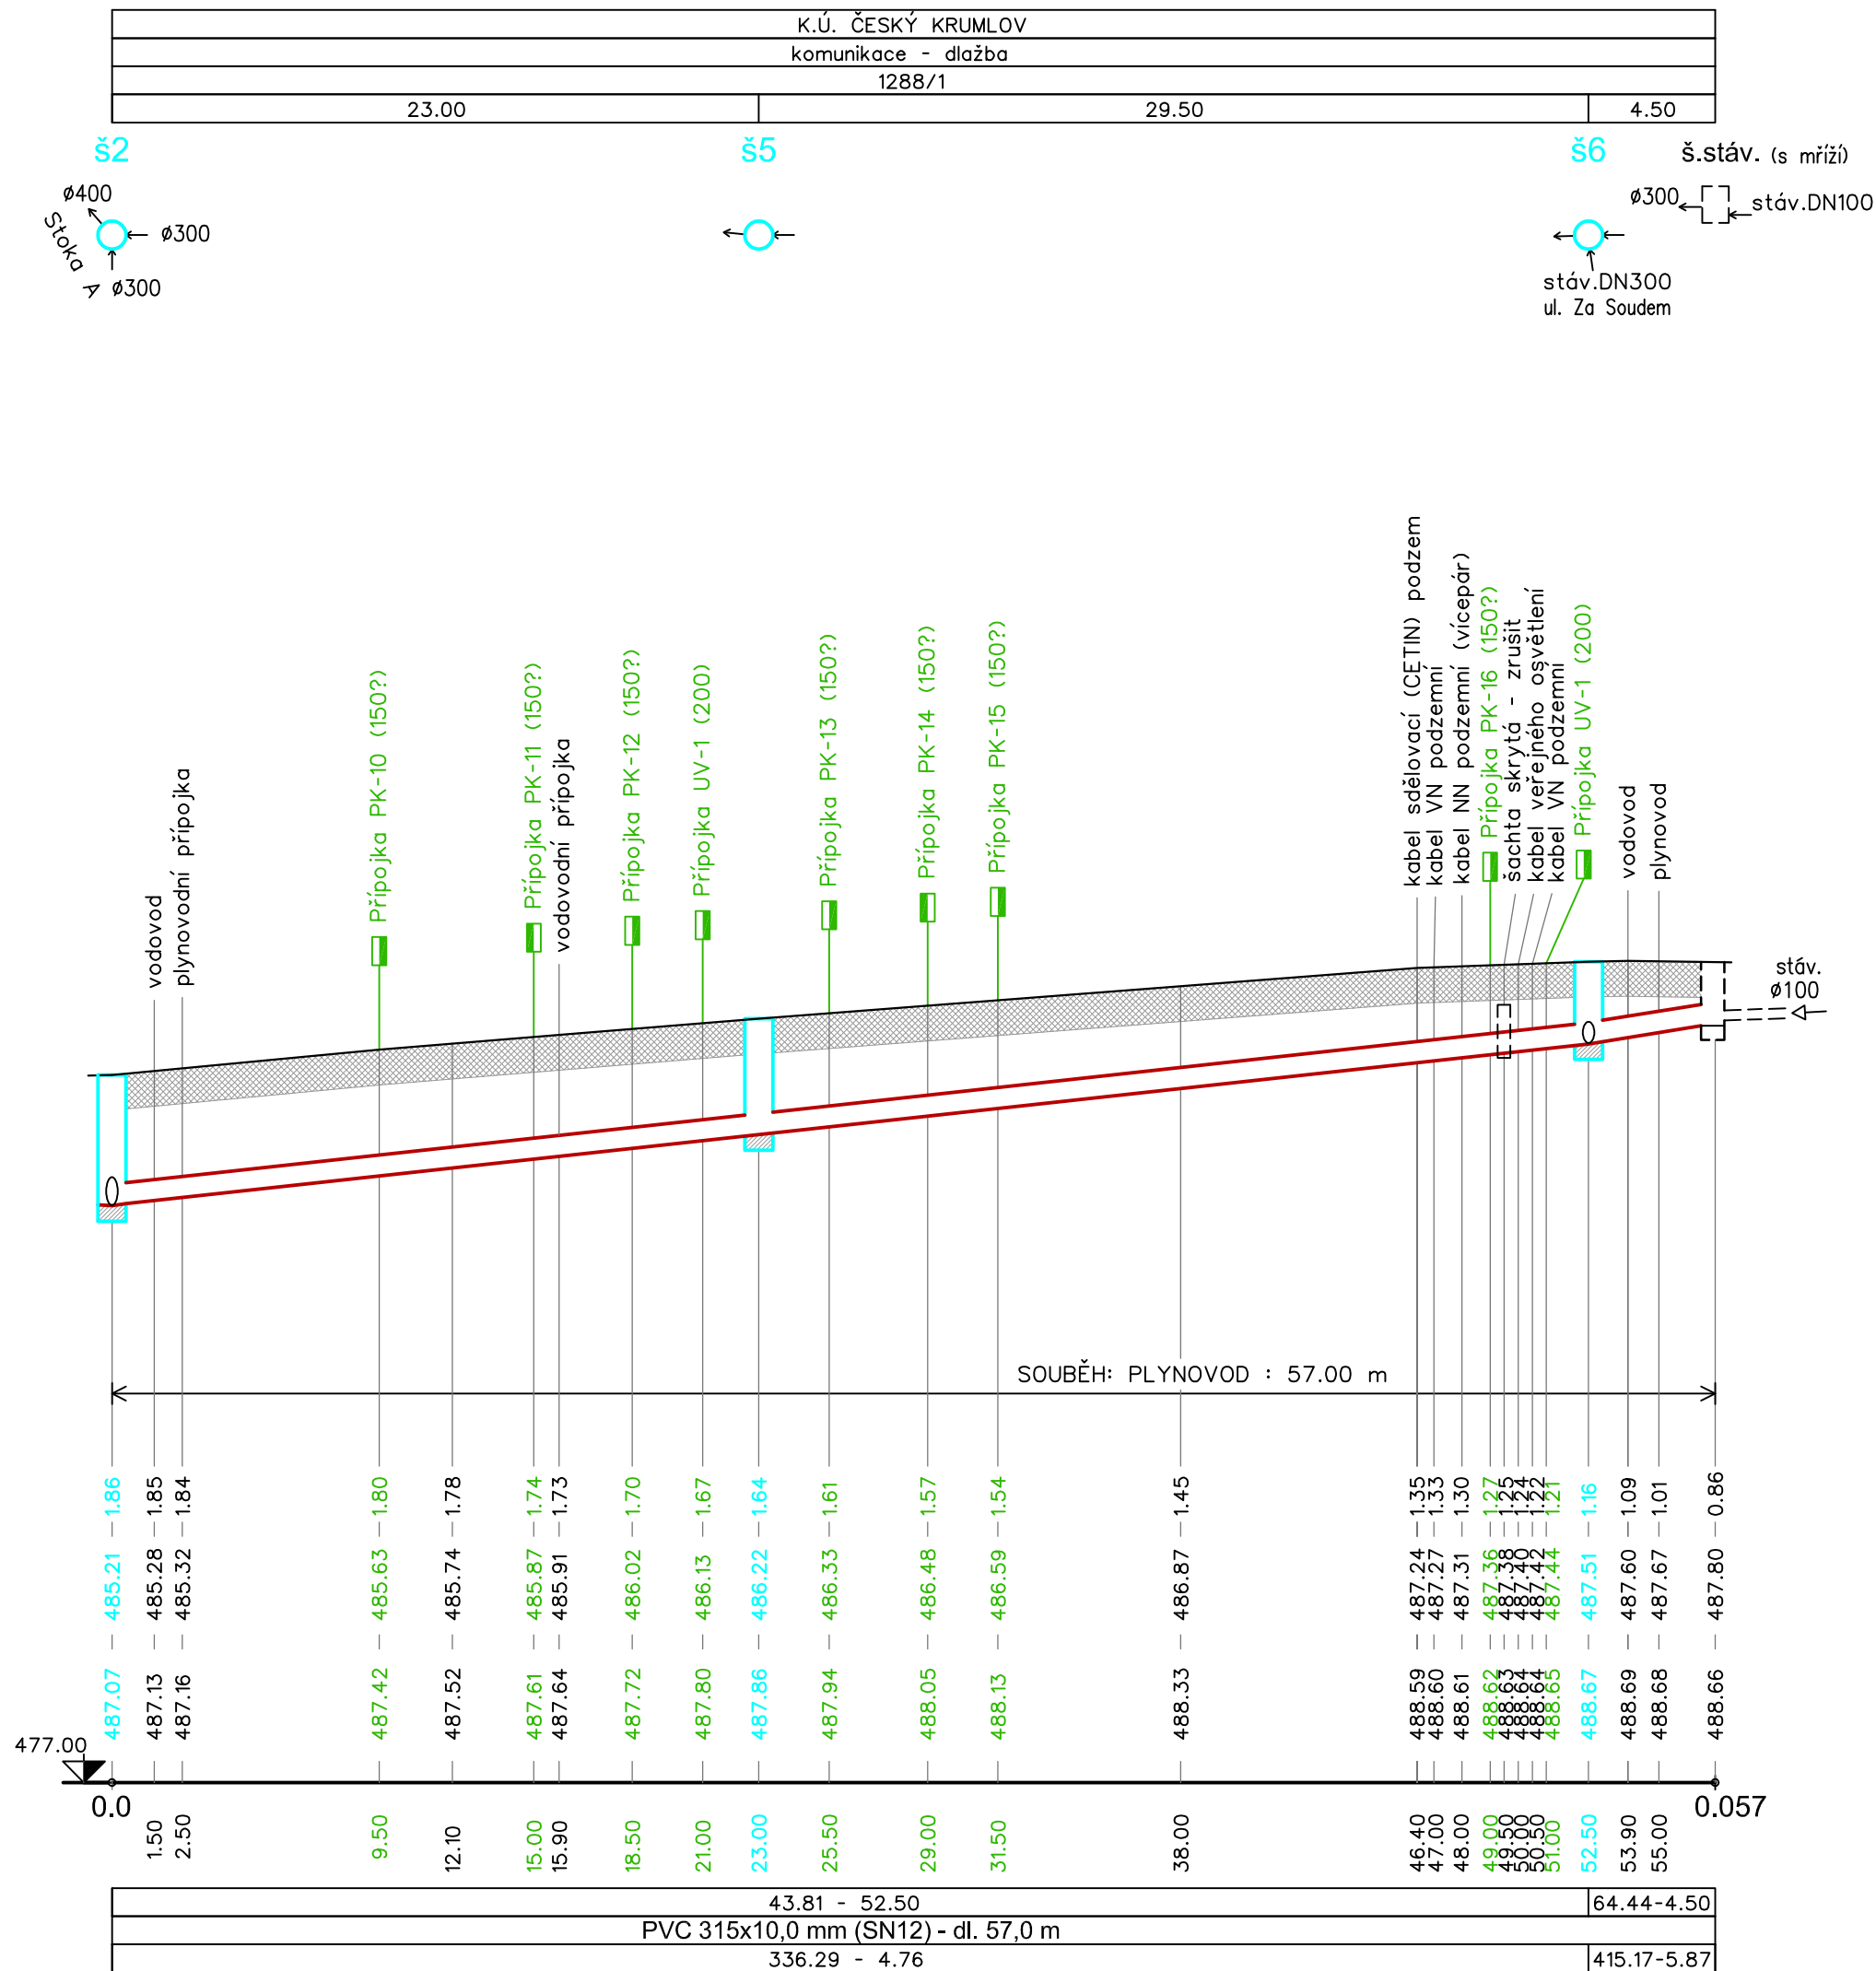 K.Ú. ČESKÝ KRUMLOV
komunikace - dlažba
1288/1
23.00 29.50 4.50
š2 š5 š6 š.stáv. (s mříží)
ø400
Stoka A
ø300
ø300
stáv.DN300
ul. Za Soudem
ø300
stáv.DN100
vodovod
plynovodní přípojka
Přípojka PK-10 (150?)
Přípojka PK-11 (150?)
vodovodní přípojka
Přípojka PK-12 (150?)
Přípojka UV-1 (200)
Přípojka PK-13 (150?)
Přípojka PK-14 (150?)
Přípojka PK-15 (150?)
kabel sdělovací (CETIN) podzem
kabel VN podzemní
kabel NN podzemní (vícepár)
Přípojka PK-16 (150?)
šachta skrytá - zrušit
kabel veřejného osvětlení
kabel VN podzemní
Přípojka UV-1 (200)
vodovod
plynovod
stáv.
ø100
SOUBĚH: PLYNOVOD : 57.00 m
1.86 1.85 1.84 1.80 1.78 1.74 1.73 1.70 1.67 1.64 1.61 1.57 1.54 1.45 1.35 1.33 1.30 1.27 1.25 1.24 1.22 1.21 1.16 1.09 1.01 0.86
485.21 485.28 485.32 485.63 485.74 485.87 485.91 486.02 486.13 486.22 486.33 486.48 486.59 486.87 487.24 487.27 487.31 487.36 487.38 487.40 487.42 487.44 487.51 487.60 487.67 487.80
487.07 487.13 487.16 487.42 487.52 487.61 487.64 487.72 487.80 487.86 487.94 488.05 488.13 488.33 488.59 488.60 488.61 488.62 488.63 488.64 488.64 488.65 488.67 488.69 488.68 488.66
477.00
0.0 0.057
1.50 2.50 9.50 12.10 15.00 15.90 18.50 21.00 23.00 25.50 29.00 31.50 38.00 46.40 47.00 48.00 49.00 49.50 50.00 50.50 51.00 52.50 53.90 55.00
43.81 - 52.50 64.44-4.50
PVC 315x10,0 mm (SN12) - dl. 57,0 m
336.29 - 4.76 415.17-5.87